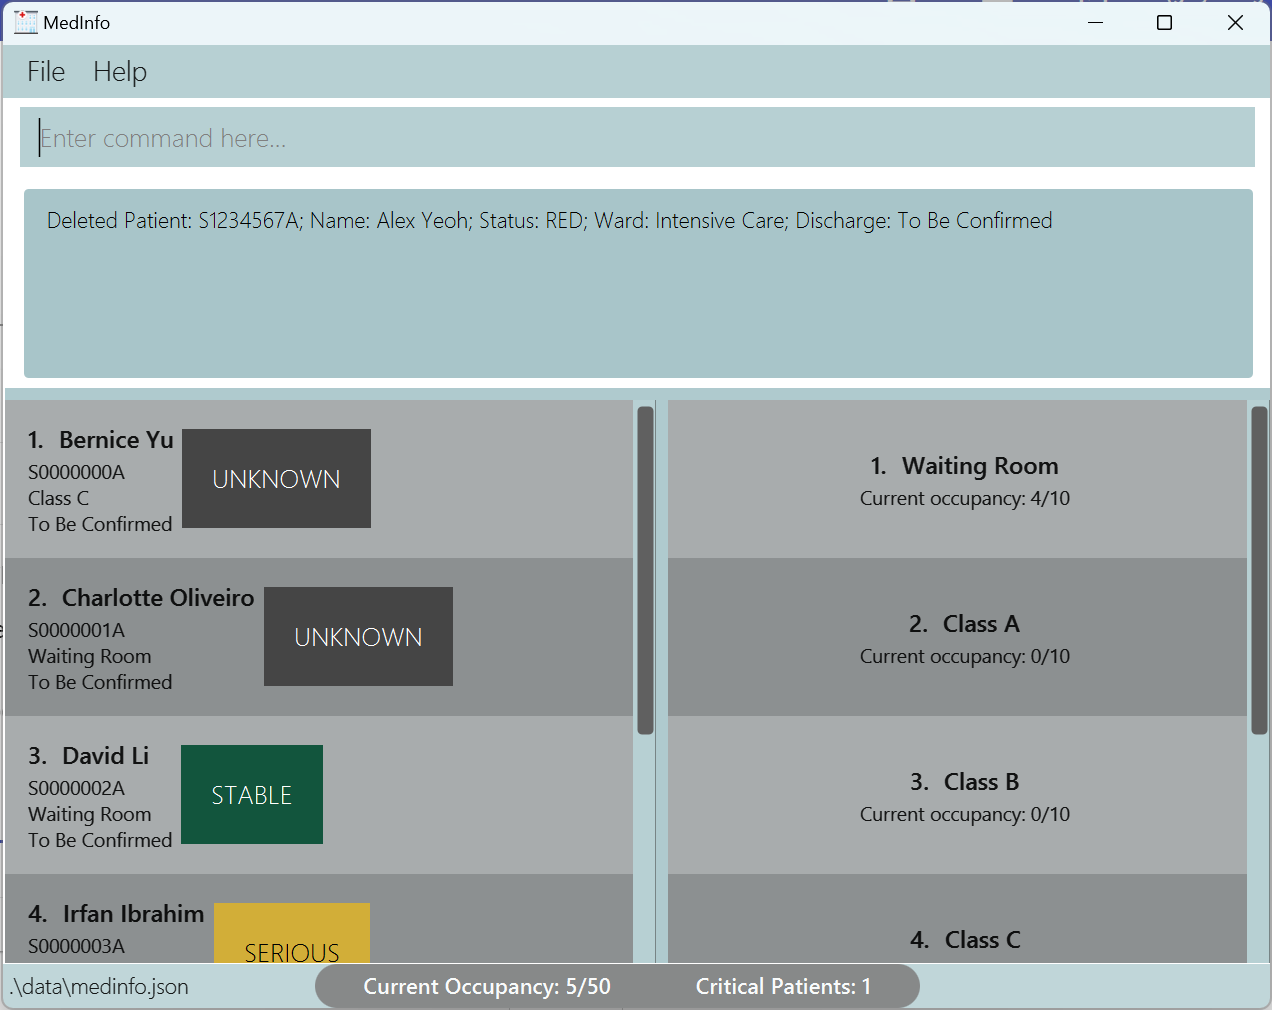 MedInfo
File Help
Enter command here...
Deleted Patient: S1234567A; Name: Alex Yeoh; Status: RED; Ward: Intensive Care; Discharge: To Be Confirmed
1. Bernice Yu
S0000000A
Class C
To Be Confirmed
UNKNOWN
2. Charlotte Oliveiro
S0000001A
Waiting Room
To Be Confirmed
UNKNOWN
3. David Li
S0000002A
Waiting Room
To Be Confirmed
STABLE
4. Irfan Ibrahim
S0000003A
SERIOUS
1. Waiting Room
Current occupancy: 4/10
2. Class A
Current occupancy: 0/10
3. Class B
Current occupancy: 0/10
4. Class C
.\data\medinfo.json
Current Occupancy: 5/50
Critical Patients: 1